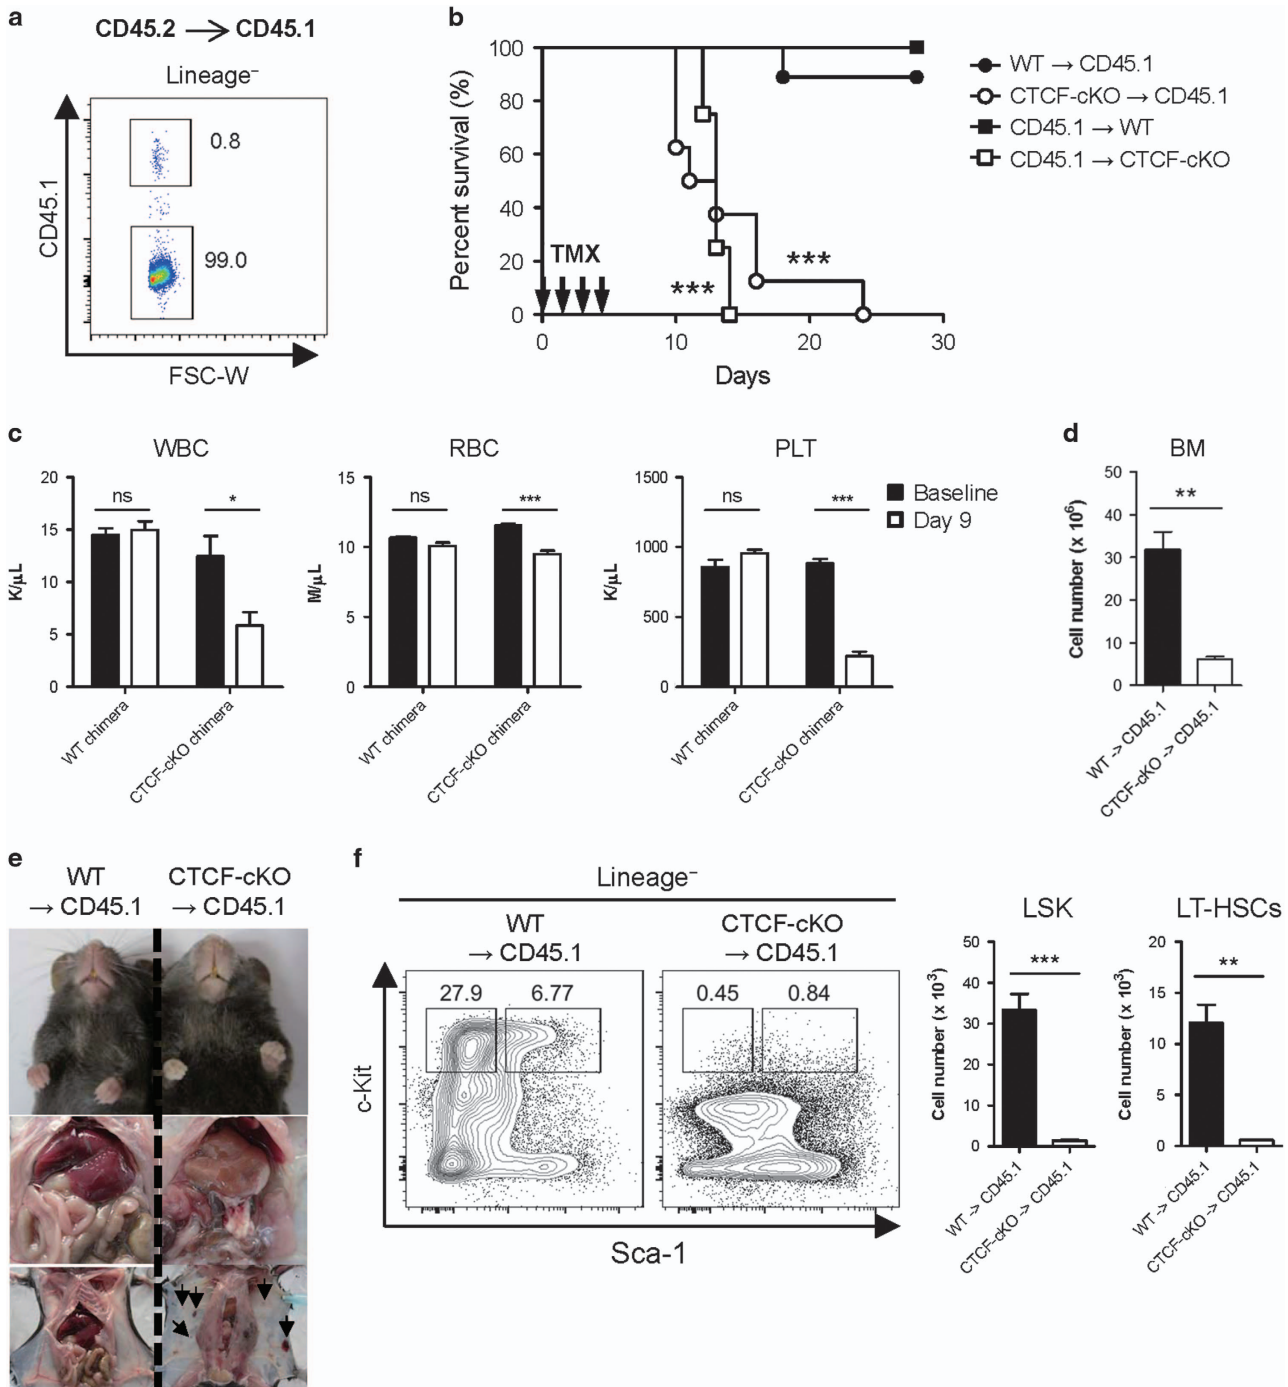 a
CD45.2 → CD45.1
Lineage⁻
0.8
99.0
CD45.1
FSC-W
b
Percent survival (%)
100
80
60
40
20
0
TMX
***
***
0 10 20 30
Days
WT → CD45.1
CTCF-cKO → CD45.1
CD45.1 → WT
CD45.1 → CTCF-cKO
c
WBC
K/µL
20
15
10
5
0
ns *
WT chimera
CTCF-cKO chimera
RBC
M/µL
15
10
5
0
ns ***
WT chimera
CTCF-cKO chimera
PLT
K/µL
1500
1000
500
0
ns ***
WT chimera
CTCF-cKO chimera
Baseline
Day 9
d
BM
Cell number (x 10⁶)
50
40
30
20
10
0
**
WT -> CD45.1
CTCF-cKO -> CD45.1
e
WT
→ CD45.1
CTCF-cKO
→ CD45.1
f
Lineage⁻
WT
→ CD45.1
CTCF-cKO
→ CD45.1
27.9 6.77
0.45 0.84
c-Kit
Sca-1
LSK
Cell number (x 10³)
50
40
30
20
10
0
***
WT -> CD45.1
CTCF-cKO -> CD45.1
LT-HSCs
Cell number (x 10³)
20
15
10
5
0
**
WT -> CD45.1
CTCF-cKO -> CD45.1